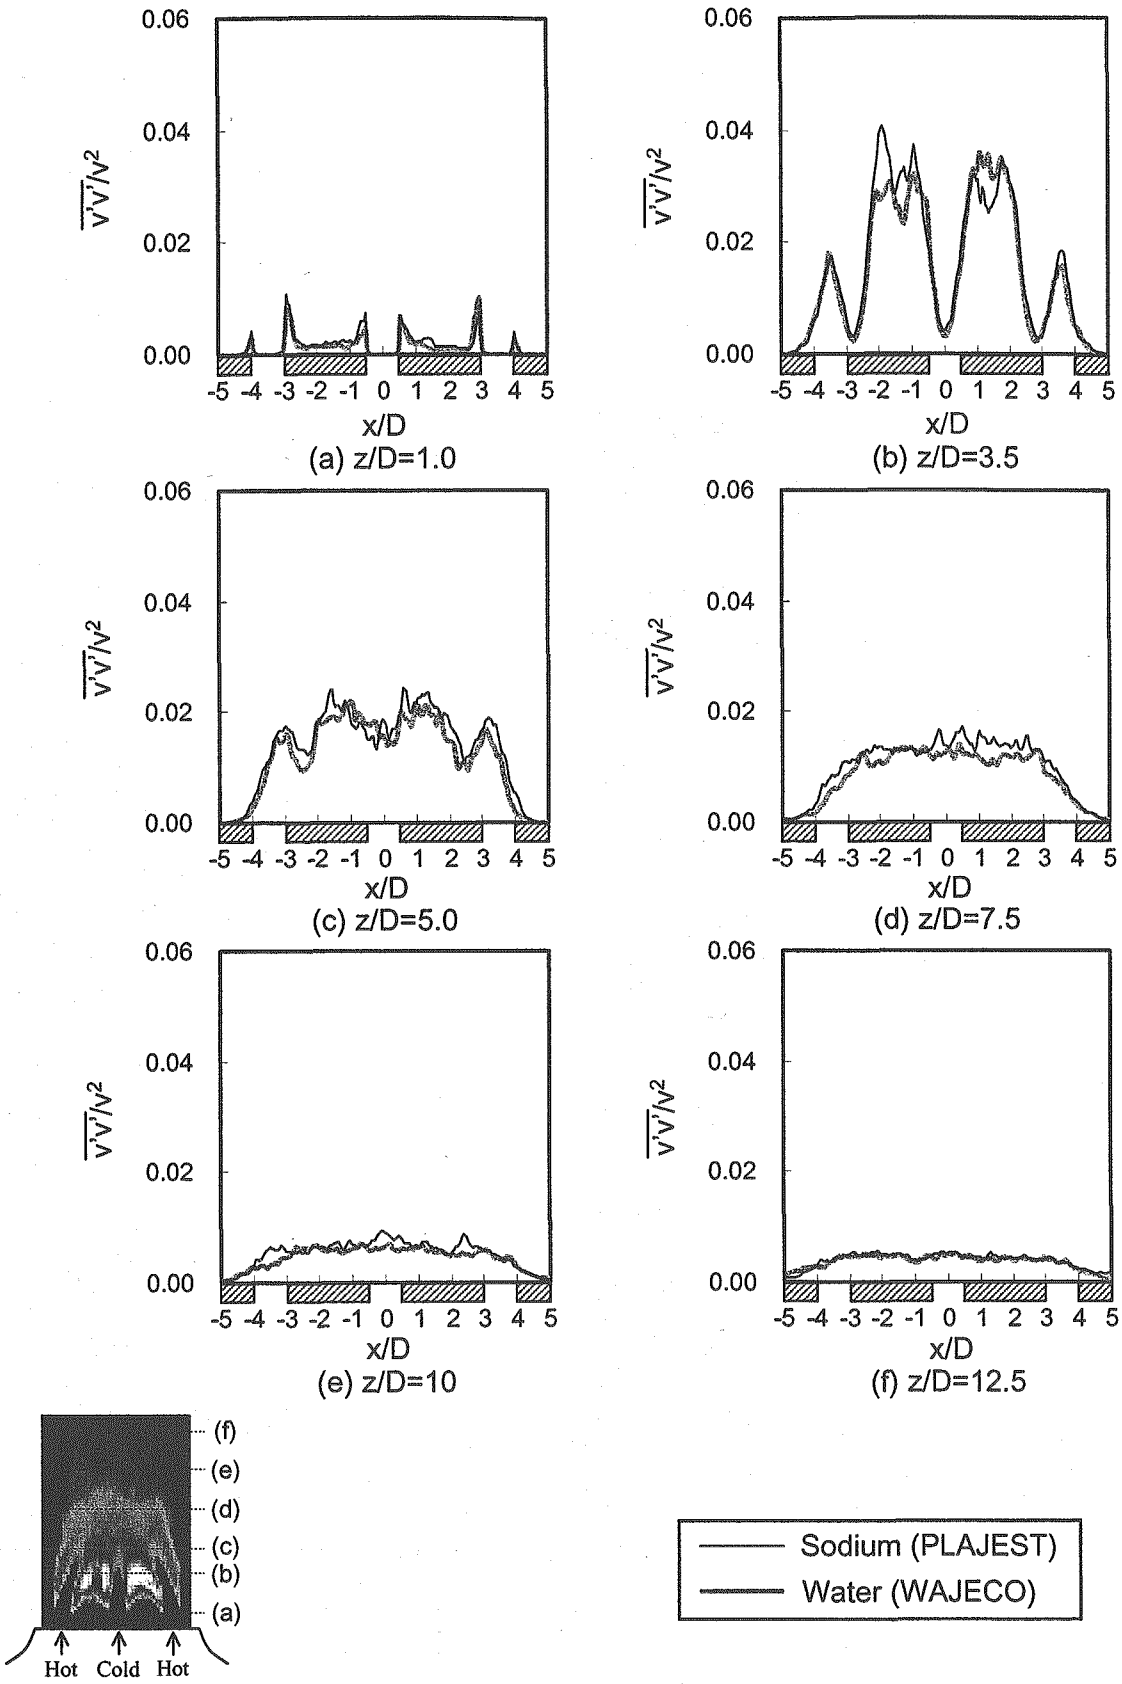 0.06
0.04
0.02
0.00
v'v'/v²
-5 -4 -3 -2 -1 0 1 2 3 4 5
x/D
(a) z/D=1.0
0.06
0.04
0.02
0.00
v'v'/v²
-5 -4 -3 -2 -1 0 1 2 3 4 5
x/D
(b) z/D=3.5
0.06
0.04
0.02
0.00
v'v'/v²
-5 -4 -3 -2 -1 0 1 2 3 4 5
x/D
(c) z/D=5.0
0.06
0.04
0.02
0.00
v'v'/v²
-5 -4 -3 -2 -1 0 1 2 3 4 5
x/D
(d) z/D=7.5
0.06
0.04
0.02
0.00
v'v'/v²
-5 -4 -3 -2 -1 0 1 2 3 4 5
x/D
(e) z/D=10
0.06
0.04
0.02
0.00
v'v'/v²
-5 -4 -3 -2 -1 0 1 2 3 4 5
x/D
(f) z/D=12.5
(f)
(e)
(d)
(c)
(b)
(a)
Hot Cold Hot
Sodium (PLAJEST)
Water (WAJECO)